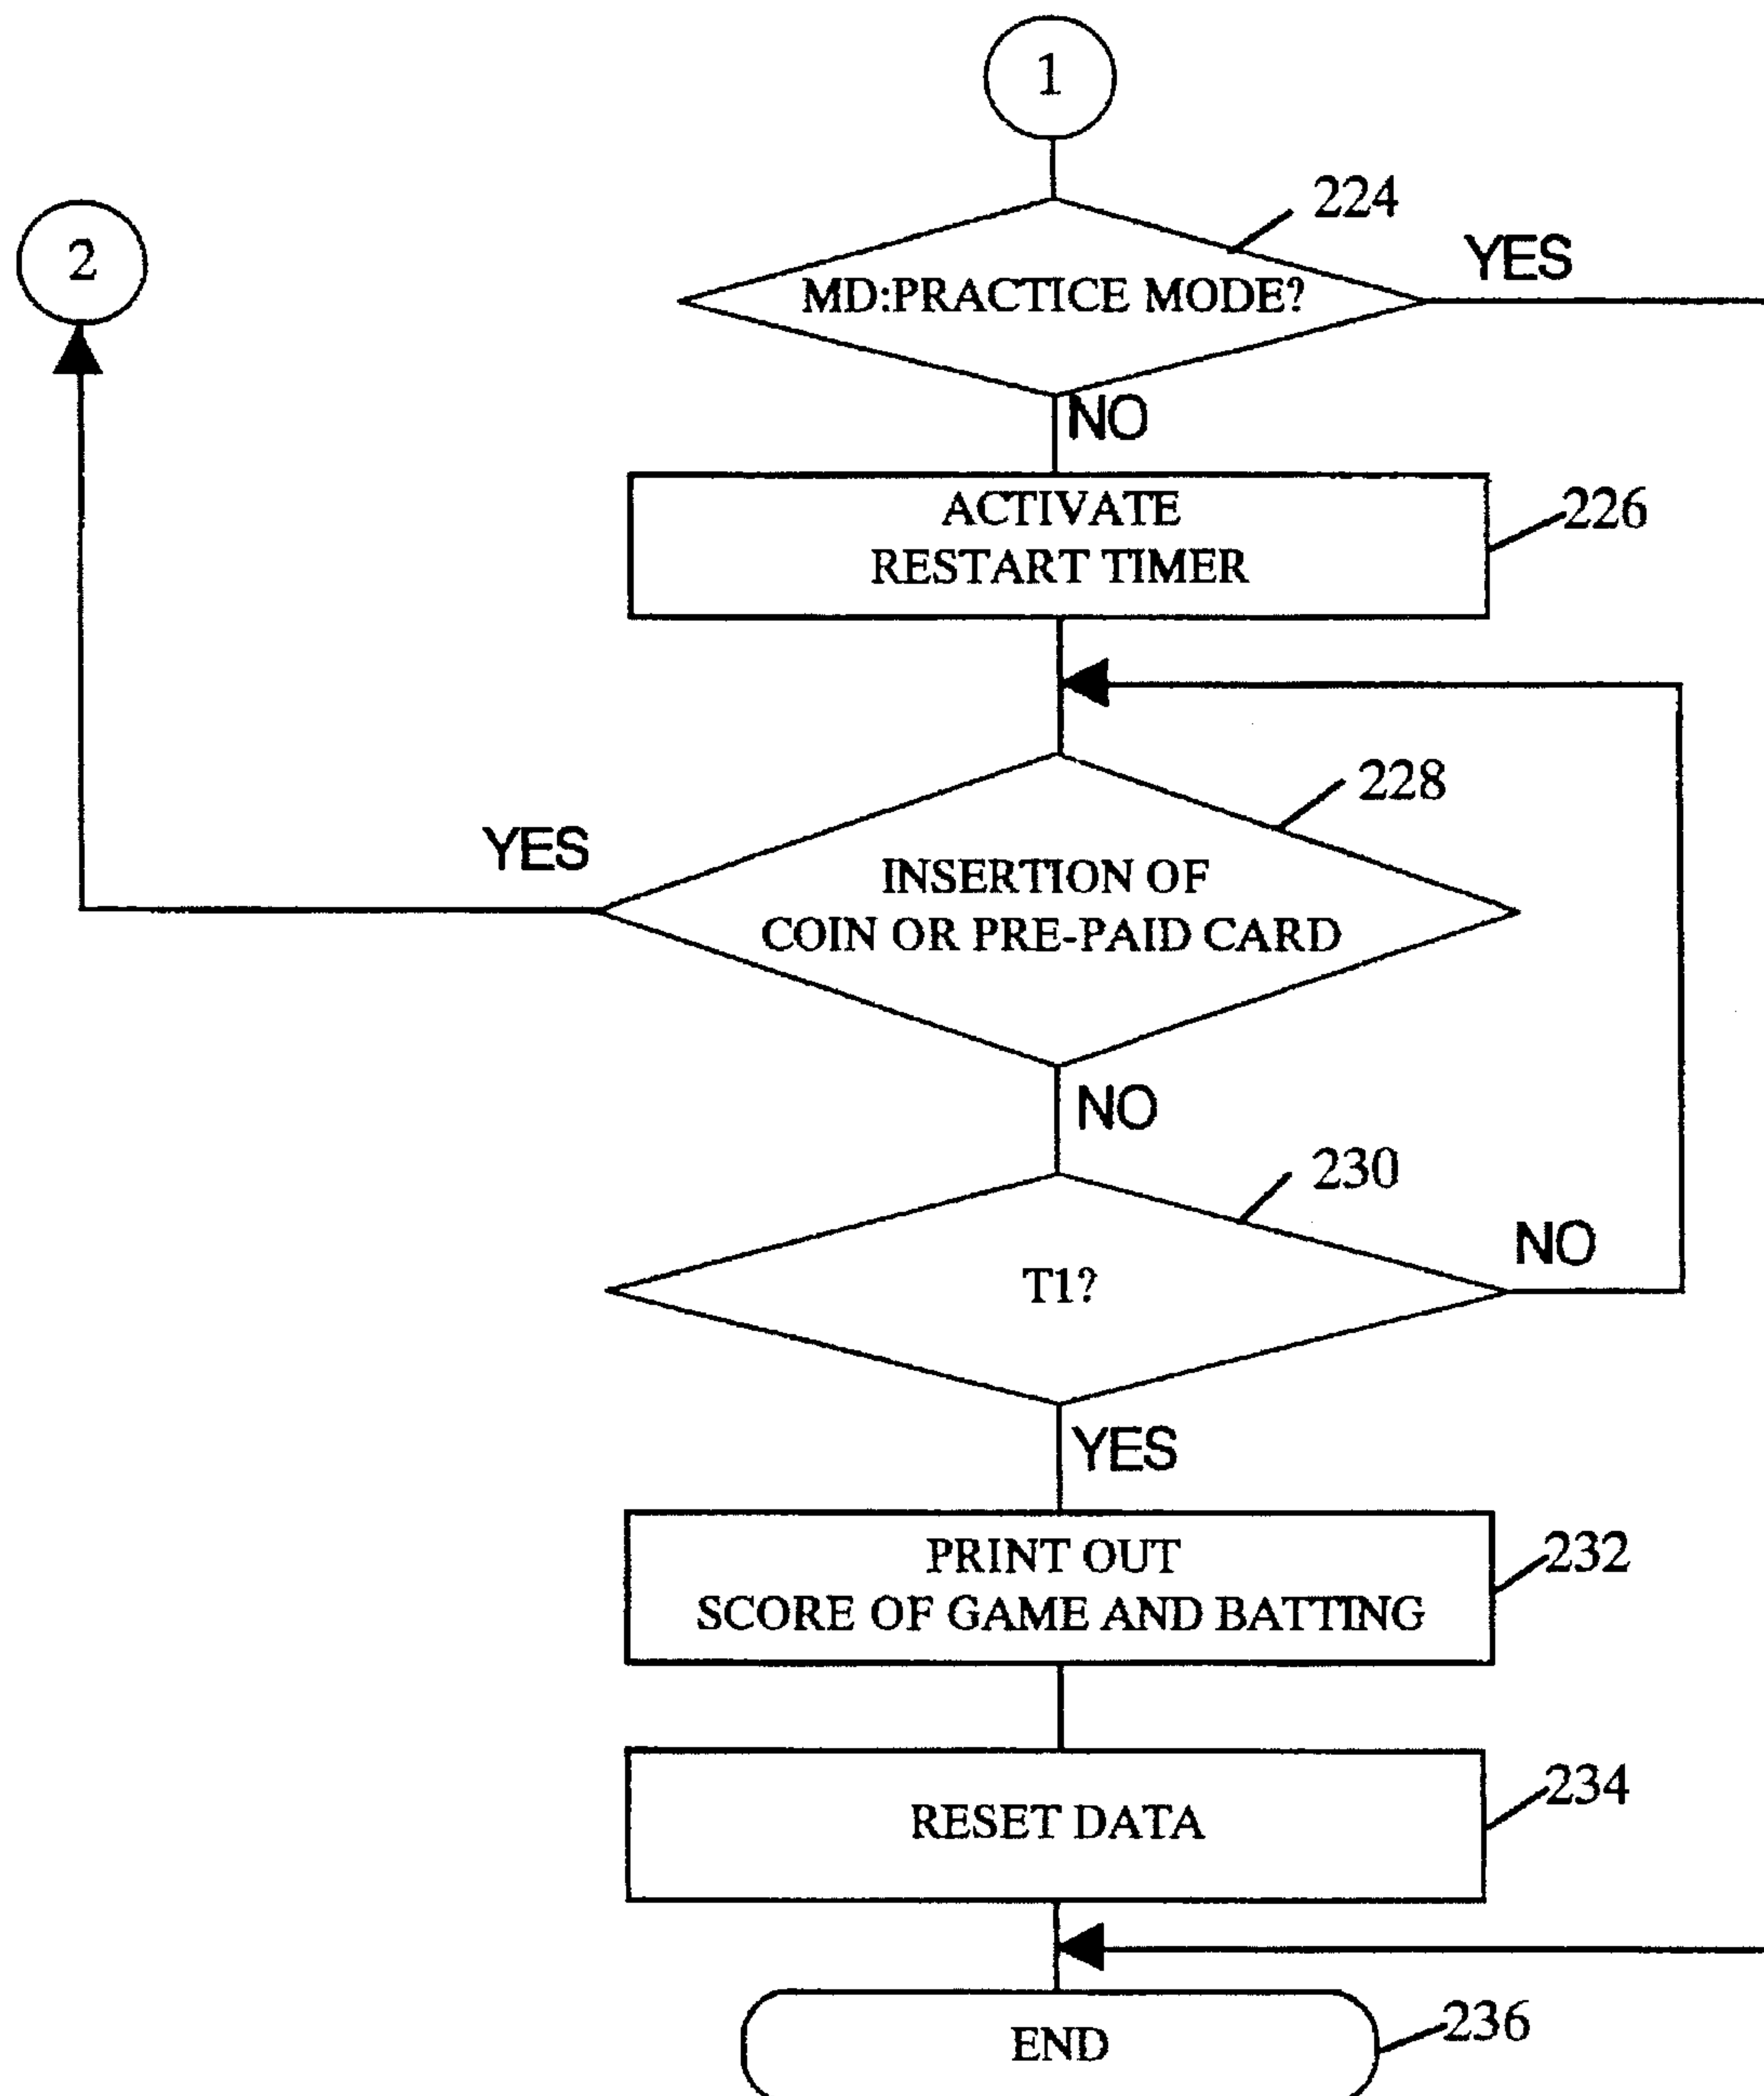 1
224
2
YES
MD:PRACTICE MODE?
NO
ACTIVATE
RESTART TIMER
226
228
YES
INSERTION OF
COIN OR PRE-PAID CARD
NO
230
NO
T1?
YES
PRINT OUT
SCORE OF GAME AND BATTING
232
RESET DATA
234
END
236